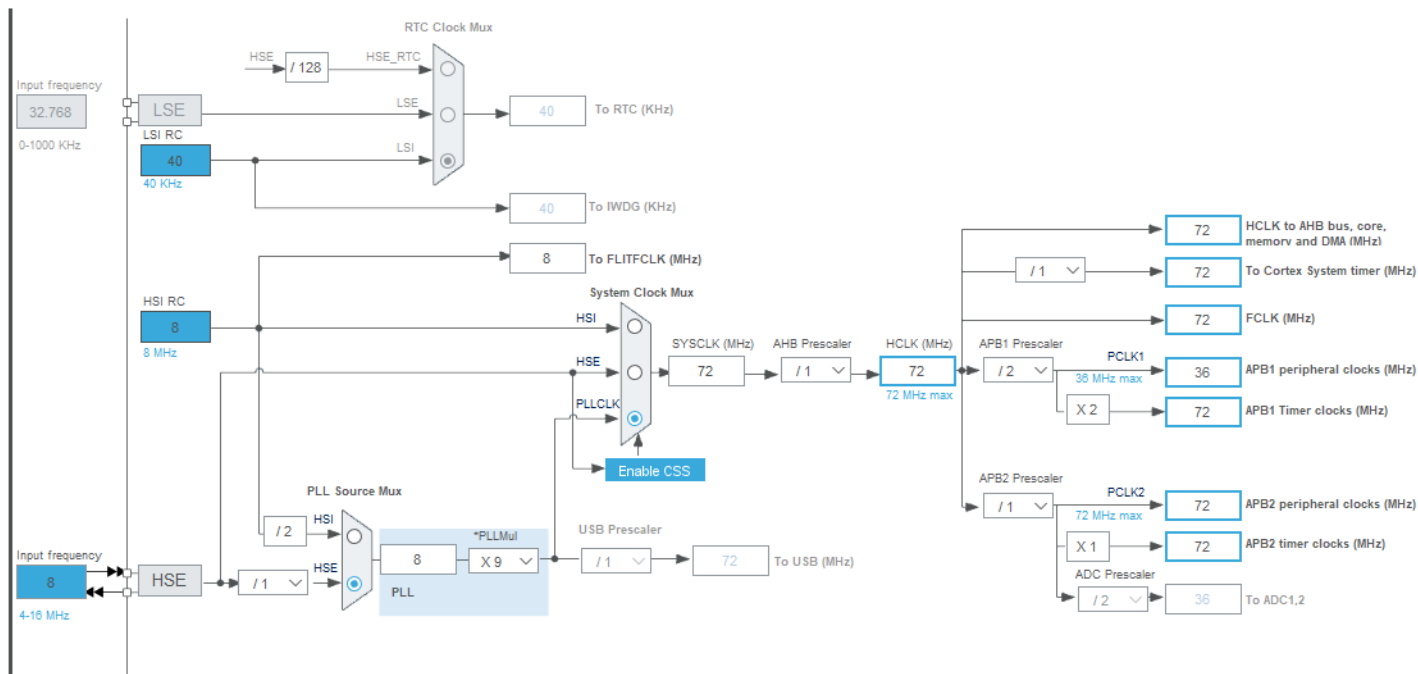 RTC Clock Mux
HSE
/ 128
HSE_RTC
Input frequency
32.768
0-1000 KHz
LSE
LSE
40
To RTC (KHz)
LSI RC
40
40 KHz
LSI
40
To IWDG (KHz)
8
To FLITFCLK (MHz)
HSI RC
8
8 MHz
System Clock Mux
HSI
HSE
PLLCLK
SYSCLK (MHz)
72
AHB Prescaler
/ 1
HCLK (MHz)
72
72 MHz max
Enable CSS
72
HCLK to AHB bus, core,
memory and DMA (MHz)
/ 1
72
To Cortex System timer (MHz)
72
FCLK (MHz)
APB1 Prescaler
/ 2
PCLK1
36 MHz max
36
APB1 peripheral clocks (MHz)
X 2
72
APB1 Timer clocks (MHz)
APB2 Prescaler
/ 1
PCLK2
72 MHz max
72
APB2 peripheral clocks (MHz)
X 1
72
APB2 timer clocks (MHz)
ADC Prescaler
/ 2
36
To ADC1,2
PLL Source Mux
/ 2
HSI
Input frequency
8
4-16 MHz
HSE
/ 1
HSE
8
*PLLMul
X 9
PLL
USB Prescaler
/ 1
72
To USB (MHz)